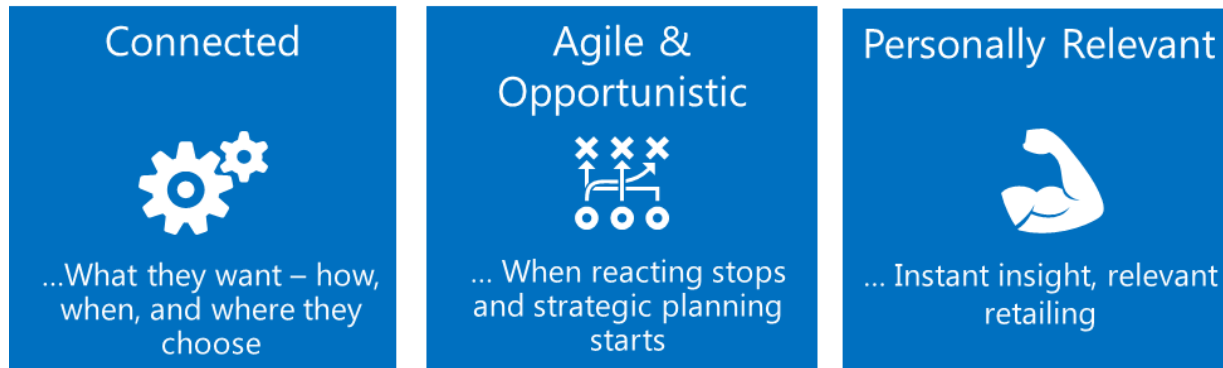 Connected
...What they want – how,
when, and where they
choose
Agile &
Opportunistic
... When reacting stops
and strategic planning
starts
Personally Relevant
... Instant insight, relevant
retailing